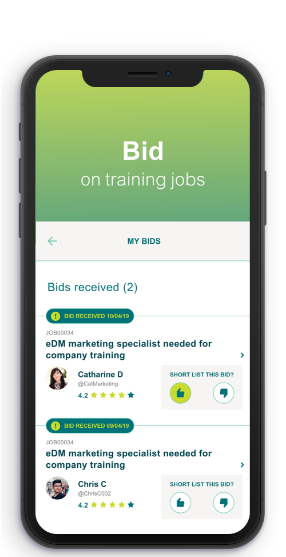 Bid
on training jobs
MY BIDS
Bids received (2)
BID RECEIVED 10/04/19
JOB00034
eDM marketing specialist needed for
company training
Catharine D
@CatMarketing
4.2
SHORT LIST THIS BID?
BID RECEIVED 09/04/19
JOB00034
eDM marketing specialist needed for
company training
Chris C
@ChrisC002
4.2
SHORT LIST THIS BID?